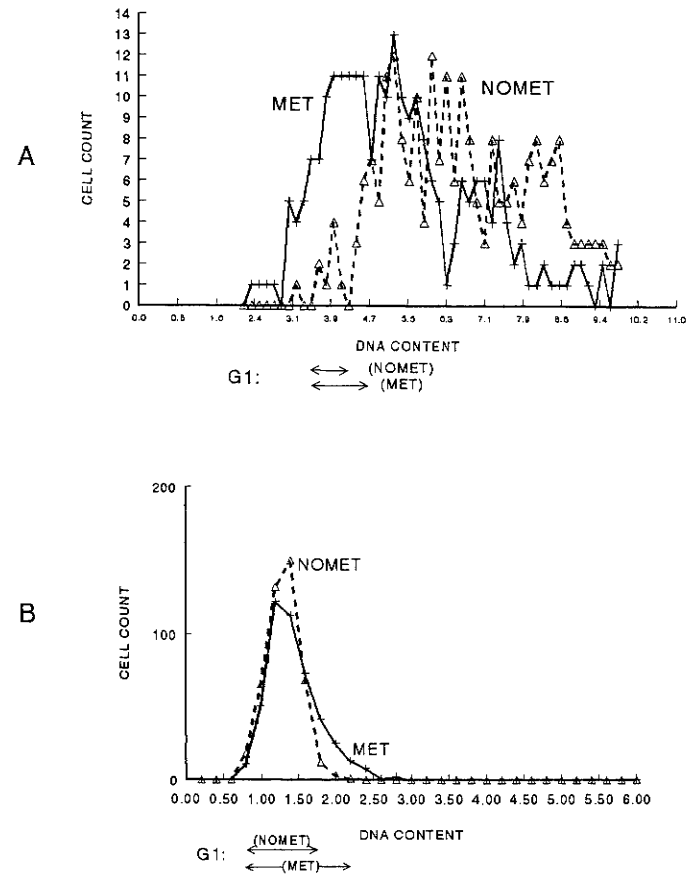 A
CELL COUNT
14
13
12
11
10
9
8
7
6
5
4
3
2
1
0
MET
NOMET
0.0 0.8 1.6 2.4 3.1 3.9 4.7 5.5 6.3 7.1 7.9 8.6 9.4 10.2 11.0
DNA CONTENT
G1:
(NOMET)
(MET)
B
CELL COUNT
200
100
0
NOMET
MET
0.00 0.50 1.00 1.50 2.00 2.50 3.00 3.50 4.00 4.50 5.00 5.50 6.00
DNA CONTENT
G1:
(NOMET)
(MET)